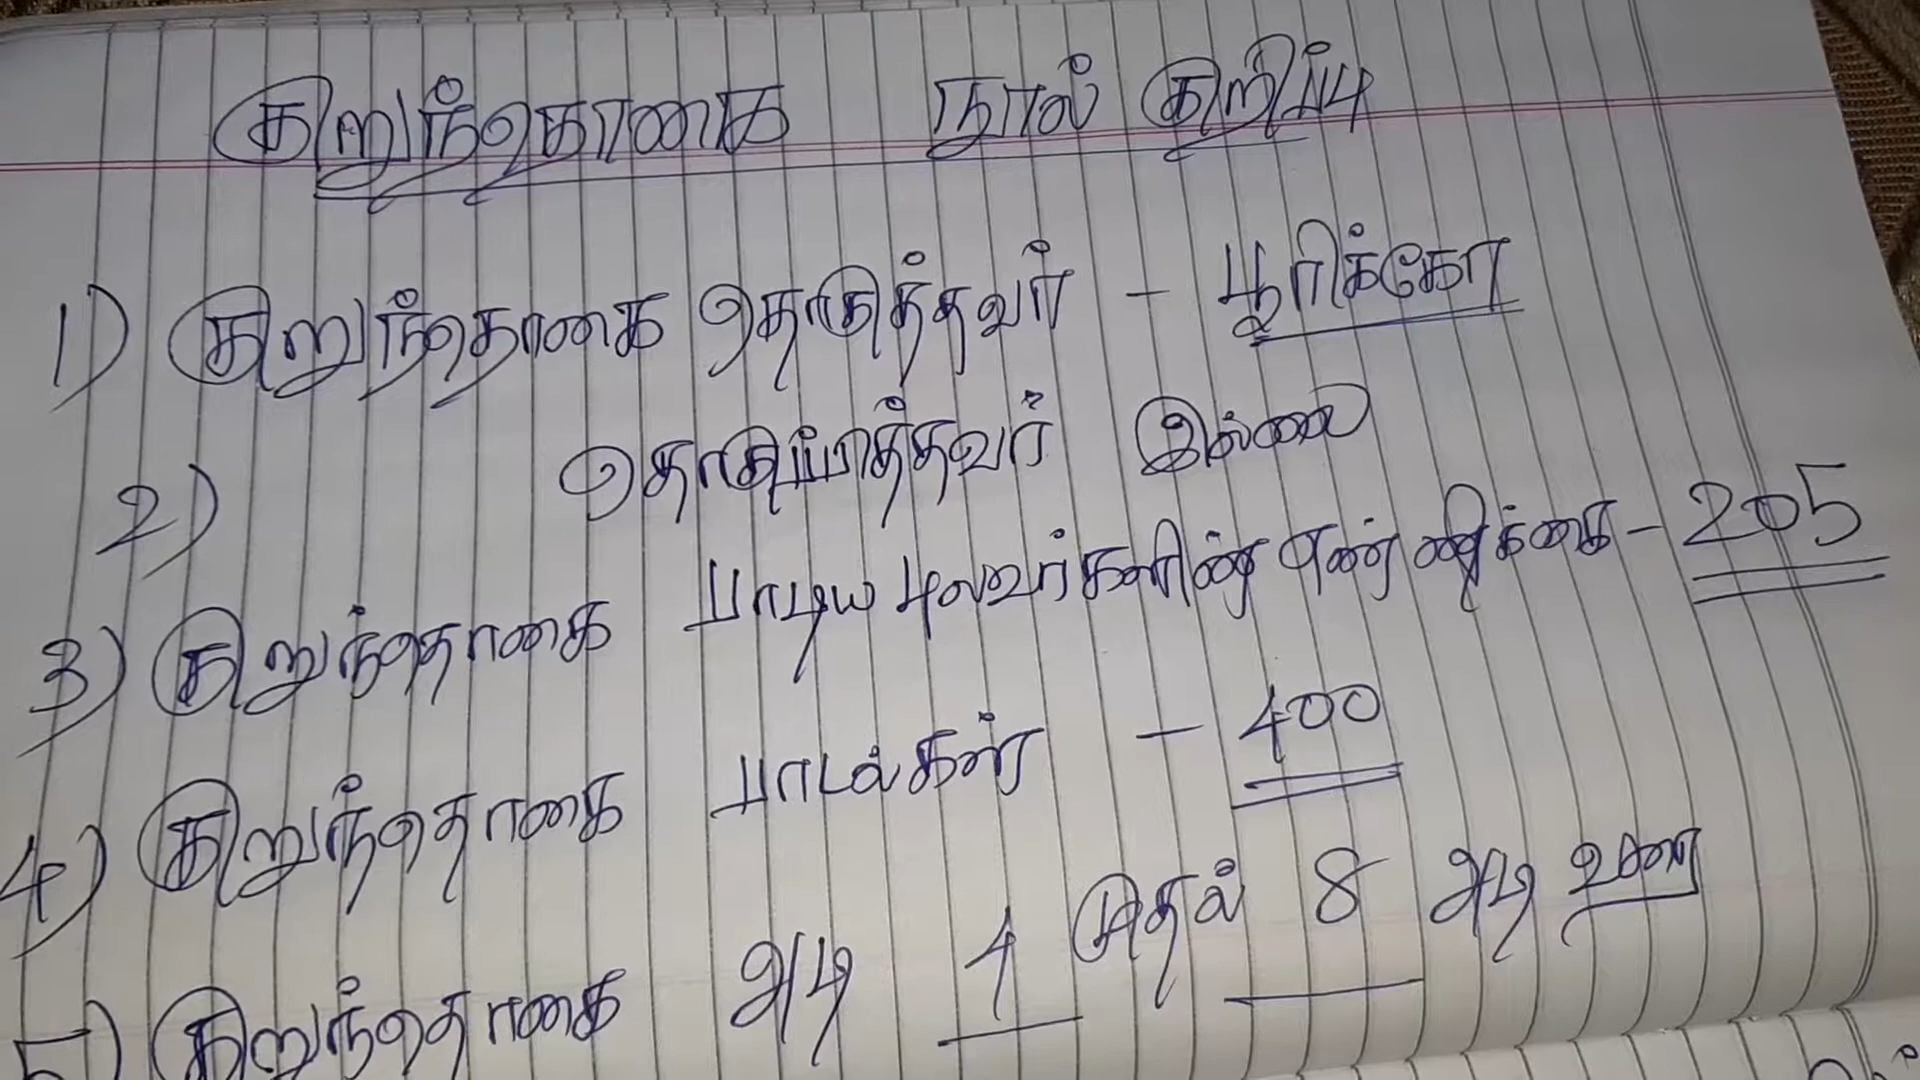 குறுந்தொகை நூல் குறிப்பு
1) குறுந்தொகை தொகுத்தவர் - பூரிக்கோ
2) தொகுப்பித்தவர் இல்லை
3) குறுந்தொகை பாடிய புலவர்களின் எண்ணிக்கை - 205
4) குறுந்தொகை பாடல்கள் - 400
5) குறுந்தொகை அடி 4 முதல் 8 அடி உரை